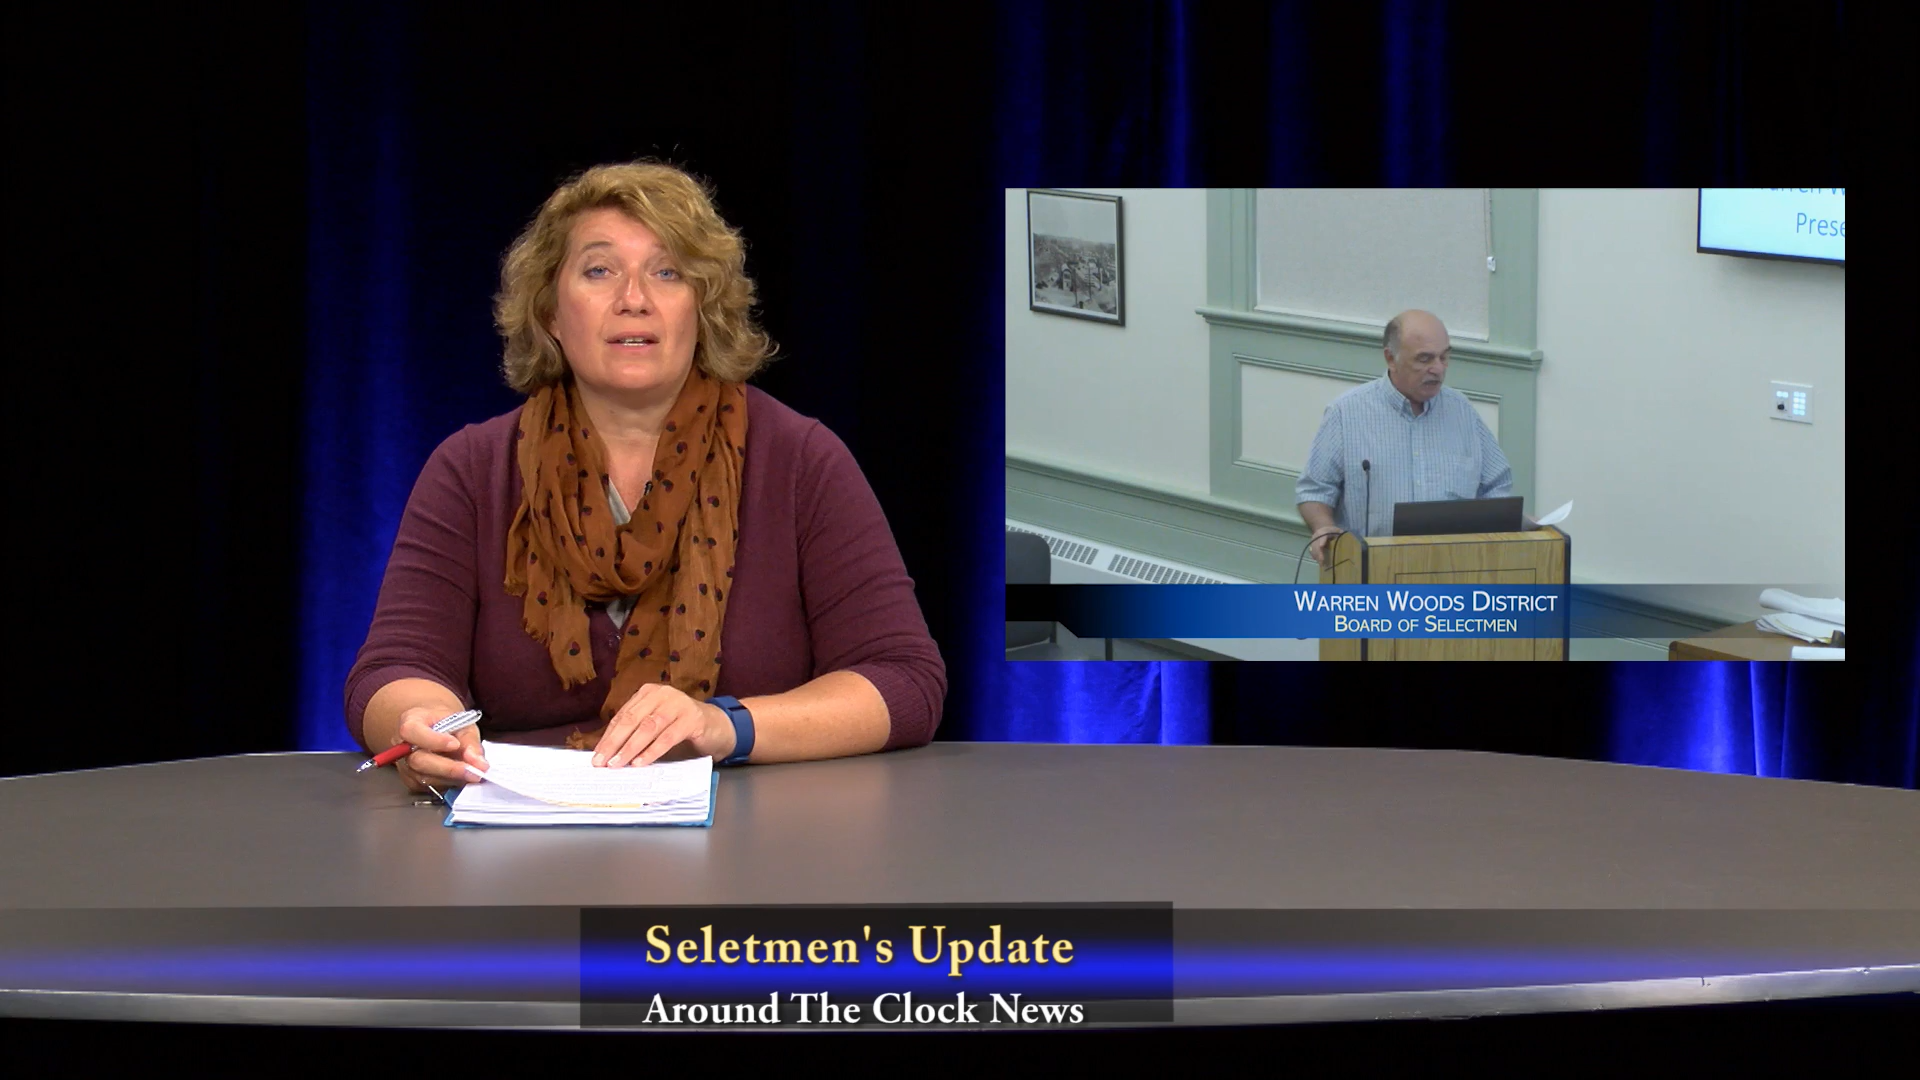 Prese
WARREN WOODS DISTRICT
BOARD OF SELECTMEN
Seletmen's Update
Around The Clock News